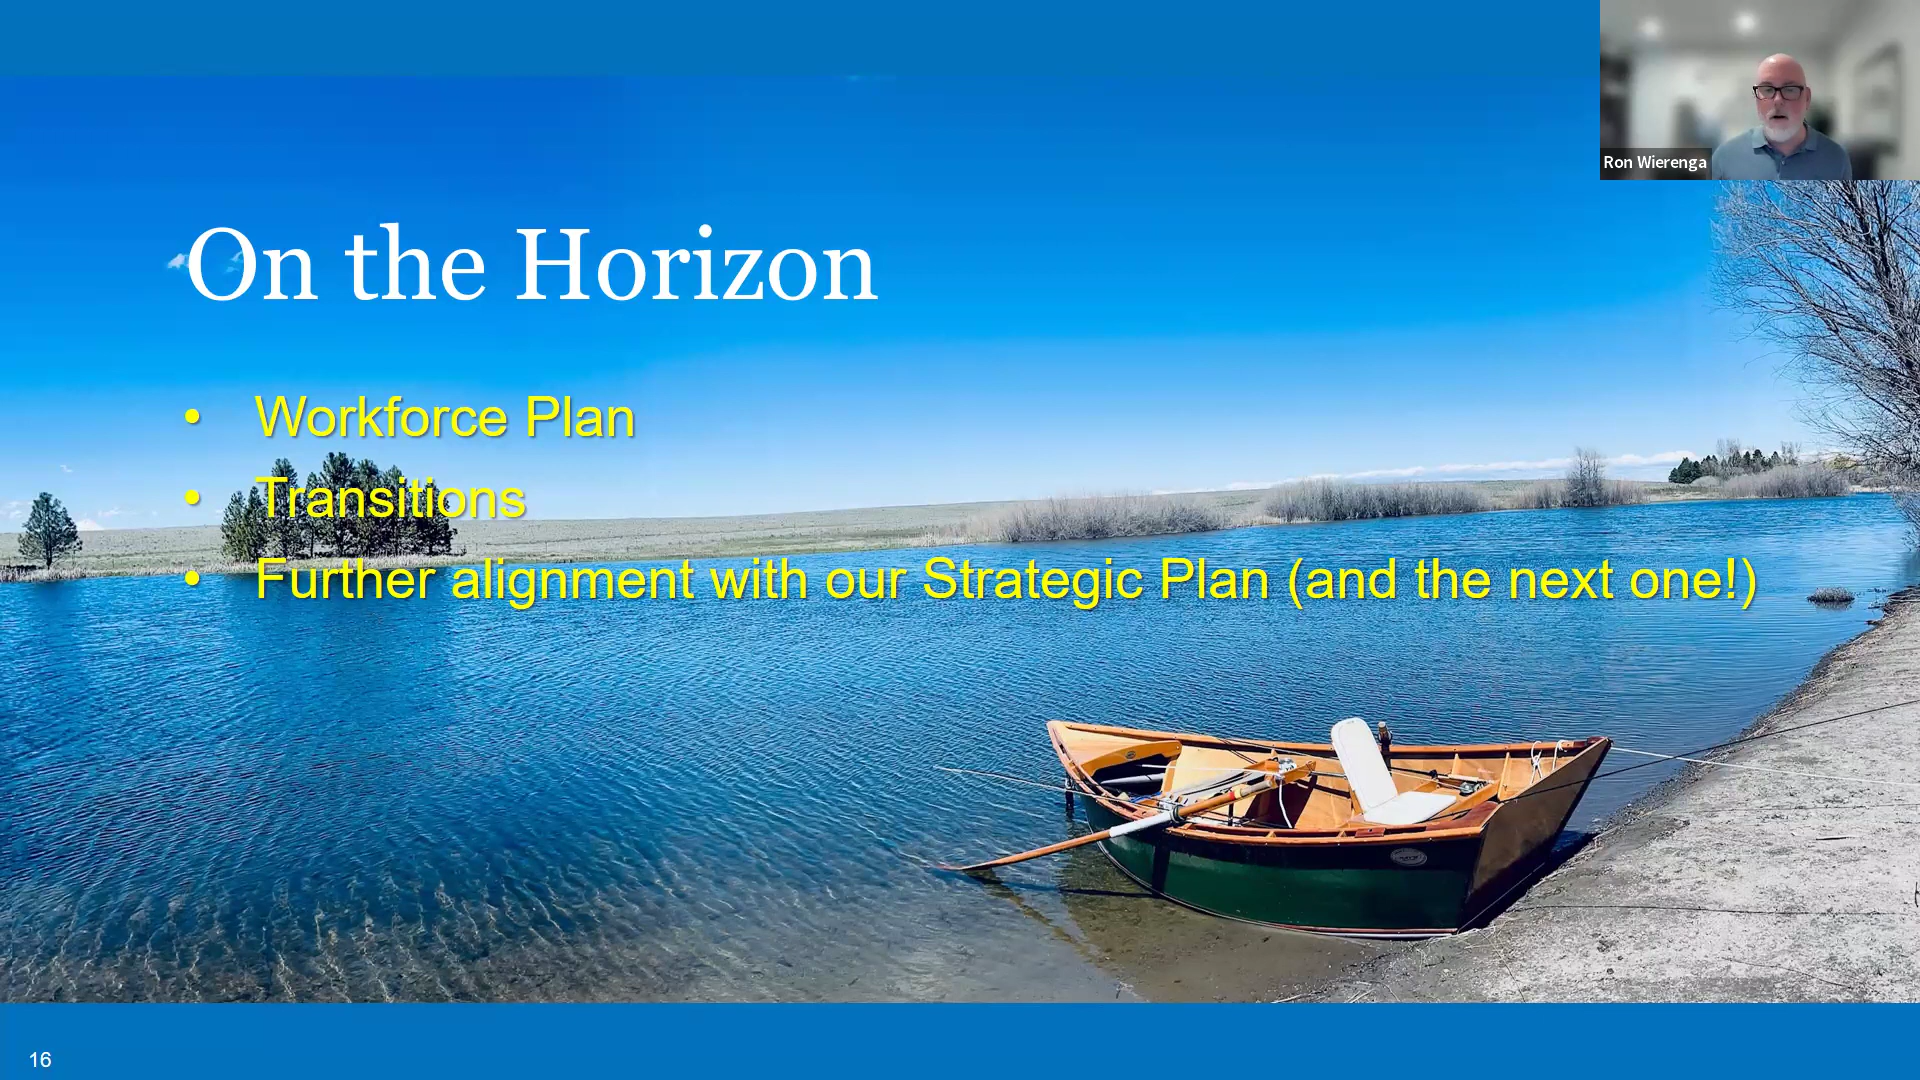 Ron Wierenga
On the Horizon
• Workforce Plan
• Transitions
• Further alignment with our Strategic Plan (and the next one!)
16